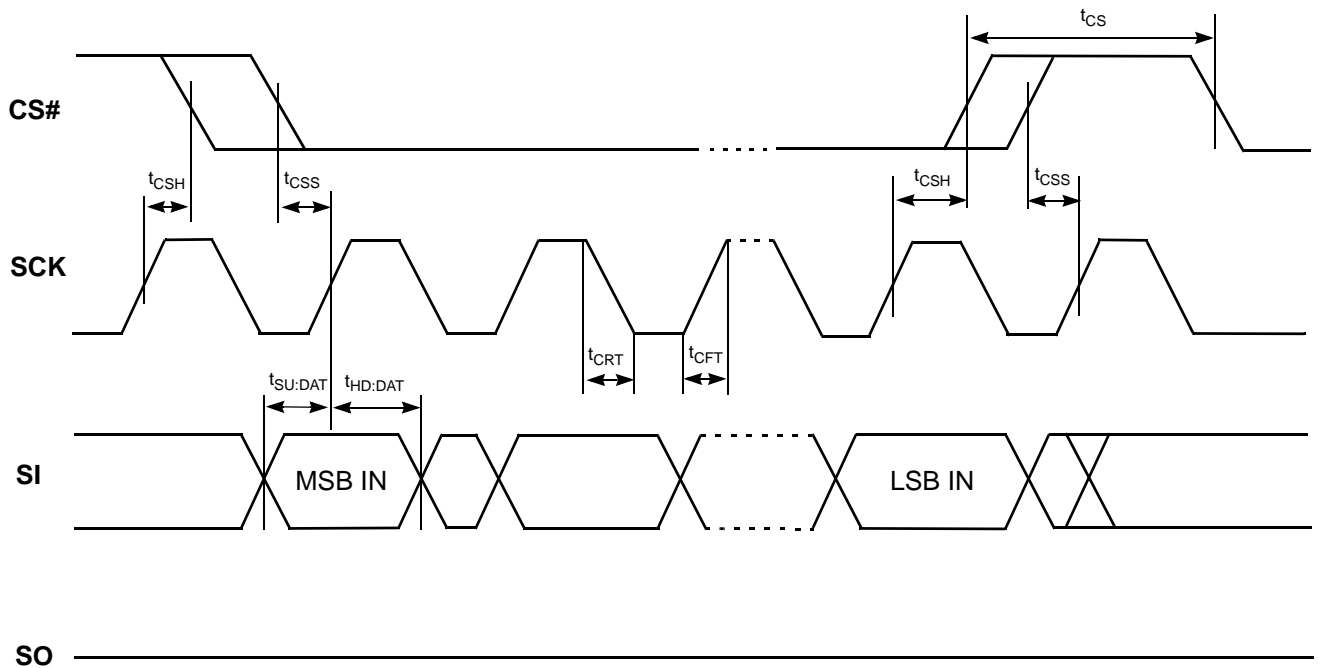 tCS
CS#
tCSH
tCSS
tCSH
tCSS
SCK
tCRT
tCFT
tSU:DAT
tHD:DAT
SI
MSB IN
LSB IN
SO